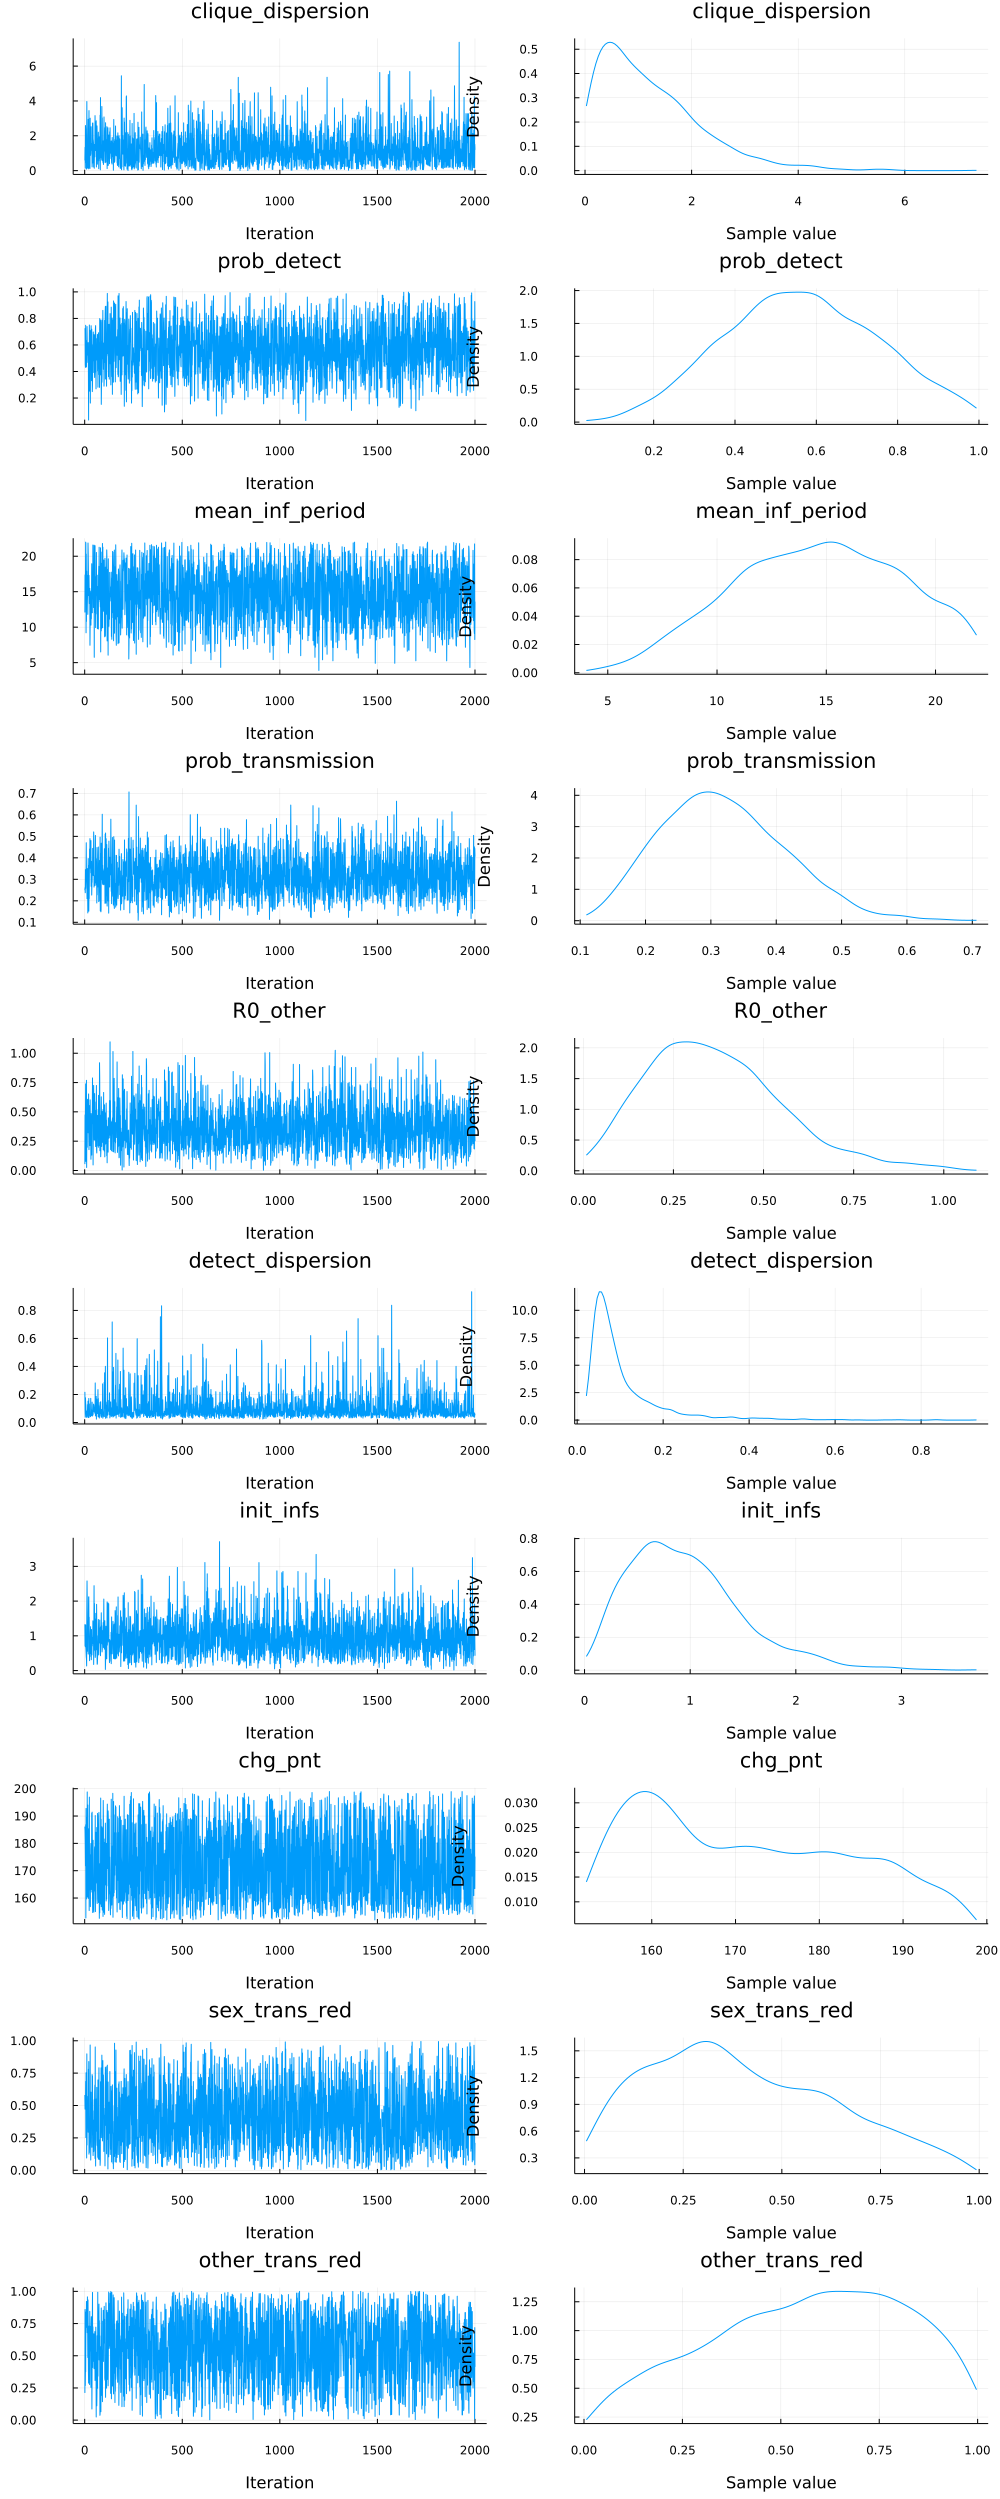 clique_dispersion clique_dispersion
6
4
2
0
Density
0.5
0.4
0.3
0.2
0.1
0.0
0 500 1000 1500 2000 0 2 4 6
Iteration Sample value
prob_detect prob_detect
1.0
0.8
0.6
0.4
0.2
Density
2.0
1.5
1.0
0.5
0.0
0 500 1000 1500 2000 0.2 0.4 0.6 0.8 1.0
Iteration Sample value
mean_inf_period mean_inf_period
20
15
10
5
Density
0.08
0.06
0.04
0.02
0.00
0 500 1000 1500 2000 5 10 15 20
Iteration Sample value
prob_transmission prob_transmission
0.7
0.6
0.5
0.4
0.3
0.2
0.1
Density
4
3
2
1
0
0 500 1000 1500 2000 0.1 0.2 0.3 0.4 0.5 0.6 0.7
Iteration Sample value
R0_other R0_other
1.00
0.75
0.50
0.25
0.00
Density
2.0
1.5
1.0
0.5
0.0
0 500 1000 1500 2000 0.00 0.25 0.50 0.75 1.00
Iteration Sample value
detect_dispersion detect_dispersion
0.8
0.6
0.4
0.2
0.0
Density
10.0
7.5
5.0
2.5
0.0
0 500 1000 1500 2000 0.0 0.2 0.4 0.6 0.8
Iteration Sample value
init_infs init_infs
3
2
1
0
Density
0.8
0.6
0.4
0.2
0.0
0 500 1000 1500 2000 0 1 2 3
Iteration Sample value
chg_pnt chg_pnt
200
190
180
170
160
Density
0.030
0.025
0.020
0.015
0.010
0 500 1000 1500 2000 160 170 180 190 200
Iteration Sample value
sex_trans_red sex_trans_red
1.00
0.75
0.50
0.25
0.00
Density
1.5
1.2
0.9
0.6
0.3
0 500 1000 1500 2000 0.00 0.25 0.50 0.75 1.00
Iteration Sample value
other_trans_red other_trans_red
1.00
0.75
0.50
0.25
0.00
Density
1.25
1.00
0.75
0.50
0.25
0 500 1000 1500 2000 0.00 0.25 0.50 0.75 1.00
Iteration Sample value